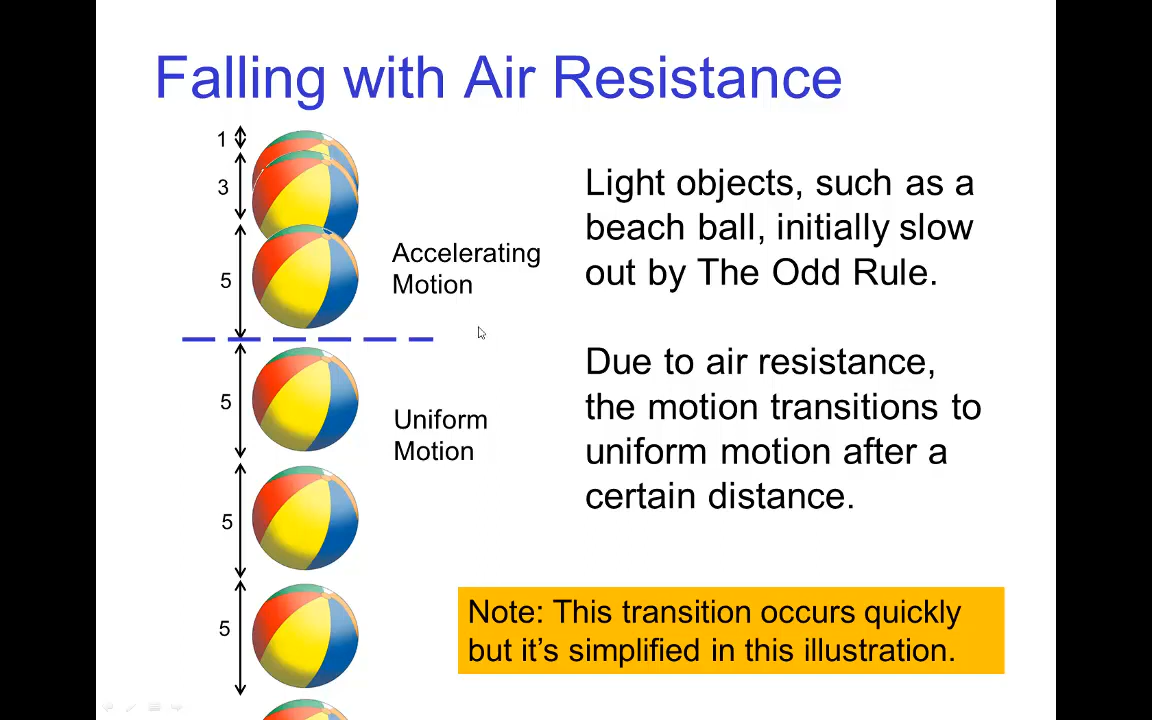 Falling with Air Resistance
1
3
5
Accelerating
Motion
5
Uniform
Motion
5
5
Light objects, such as a
beach ball, initially slow
out by The Odd Rule.
Due to air resistance,
the motion transitions to
uniform motion after a
certain distance.
Note: This transition occurs quickly
but it's simplified in this illustration.